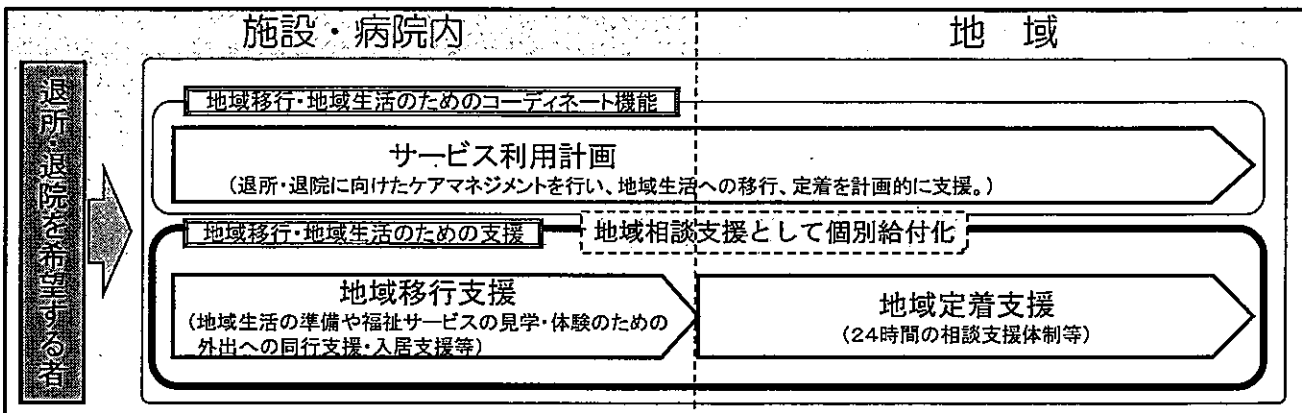 施設・病院内
地　域
退所・退院を希望する者
地域移行・地域生活のためのコーディネート機能
サービス利用計画
(退所・退院に向けたケアマネジメントを行い、地域生活への移行、定着を計画的に支援。)
地域移行・地域生活のための支援
地域相談支援として個別給付化
地域移行支援
(地域生活の準備や福祉サービスの見学・体験のための
外出への同行支援・入居支援等)
地域定着支援
(24時間の相談支援体制等)